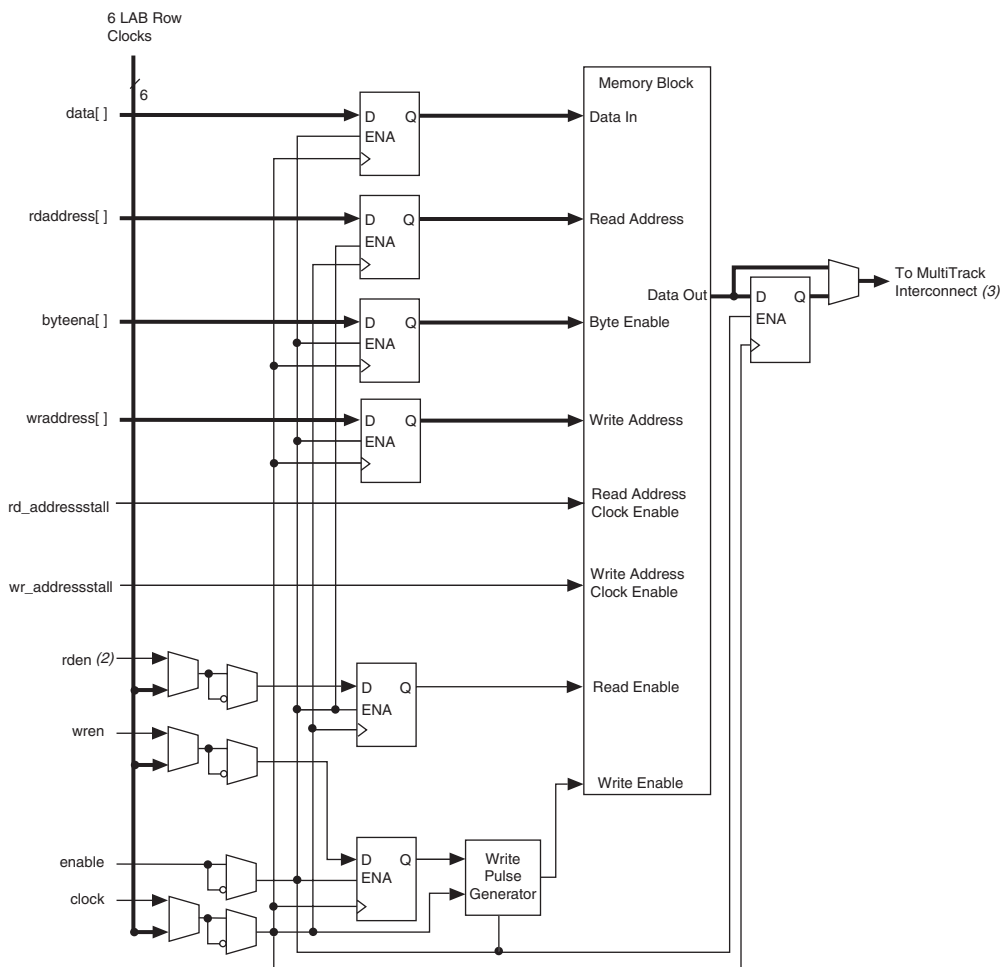 6 LAB Row
Clocks
6
data[ ]
D Q
ENA
Memory Block
Data In
rdaddress[ ]
D Q
ENA
Read Address
Data Out
D Q
ENA
To MultiTrack
Interconnect (3)
byteena[ ]
D Q
ENA
Byte Enable
wraddress[ ]
D Q
ENA
Write Address
rd_addressstall
Read Address
Clock Enable
wr_addressstall
Write Address
Clock Enable
rden (2)
D Q
ENA
Read Enable
wren
Write Enable
enable
D Q
ENA
Write
Pulse
Generator
clock